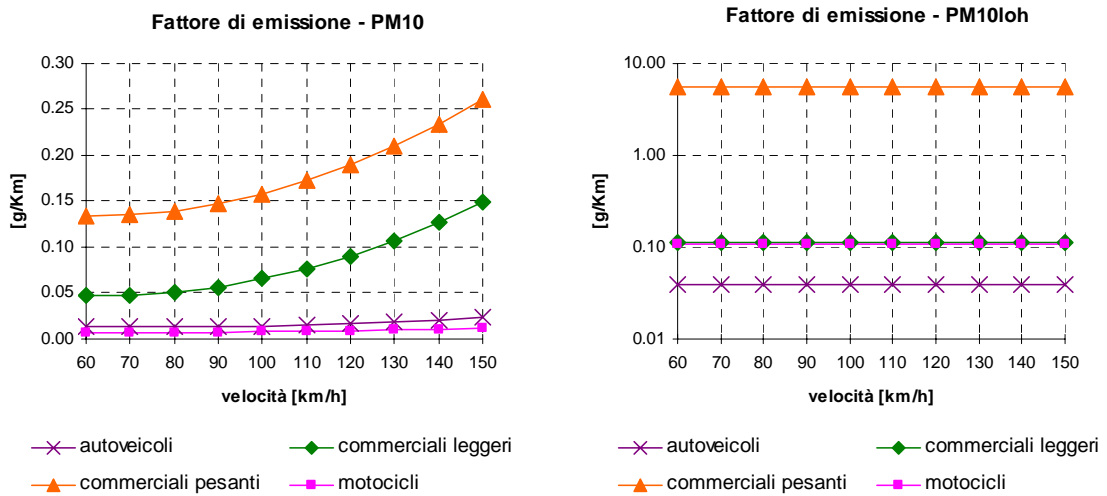 Fattore di emissione - PM10
0.30
0.25
0.20
0.15
0.10
0.05
0.00
[g/Km]
60 70 80 90 100 110 120 130 140 150
velocità [km/h]
autoveicoli
commerciali leggeri
commerciali pesanti
motocicli
Fattore di emissione - PM10loh
10.00
1.00
0.10
0.01
[g/Km]
60 70 80 90 100 110 120 130 140 150
velocità [km/h]
autoveicoli
commerciali leggeri
commerciali pesanti
motocicli